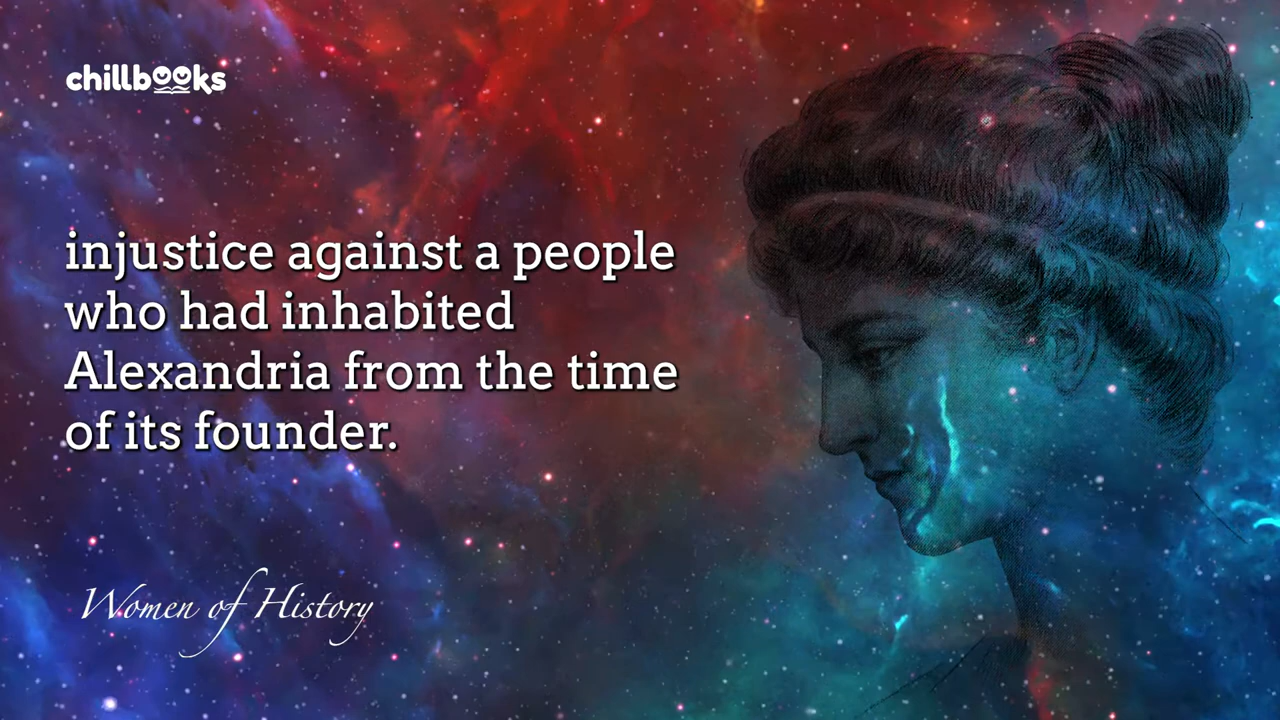 chillbooks
injustice against a people
who had inhabited
Alexandria from the time
of its founder.
Women of History